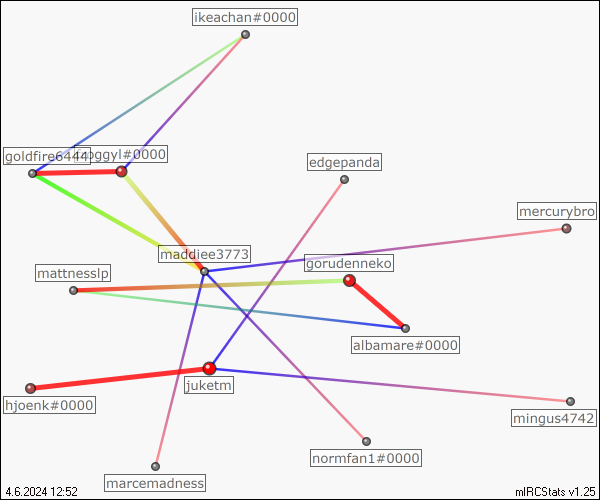 ikeachan#0000
goldfire6444
oggyl#0000
edgepanda
mercurybro
maddiee3773
gorudenneko
mattnesslp
albamare#0000
juketm
hjoenk#0000
mingus4742
normfan1#0000
marcemadness
4.6.2024 12:52
mIRCStats v1.25